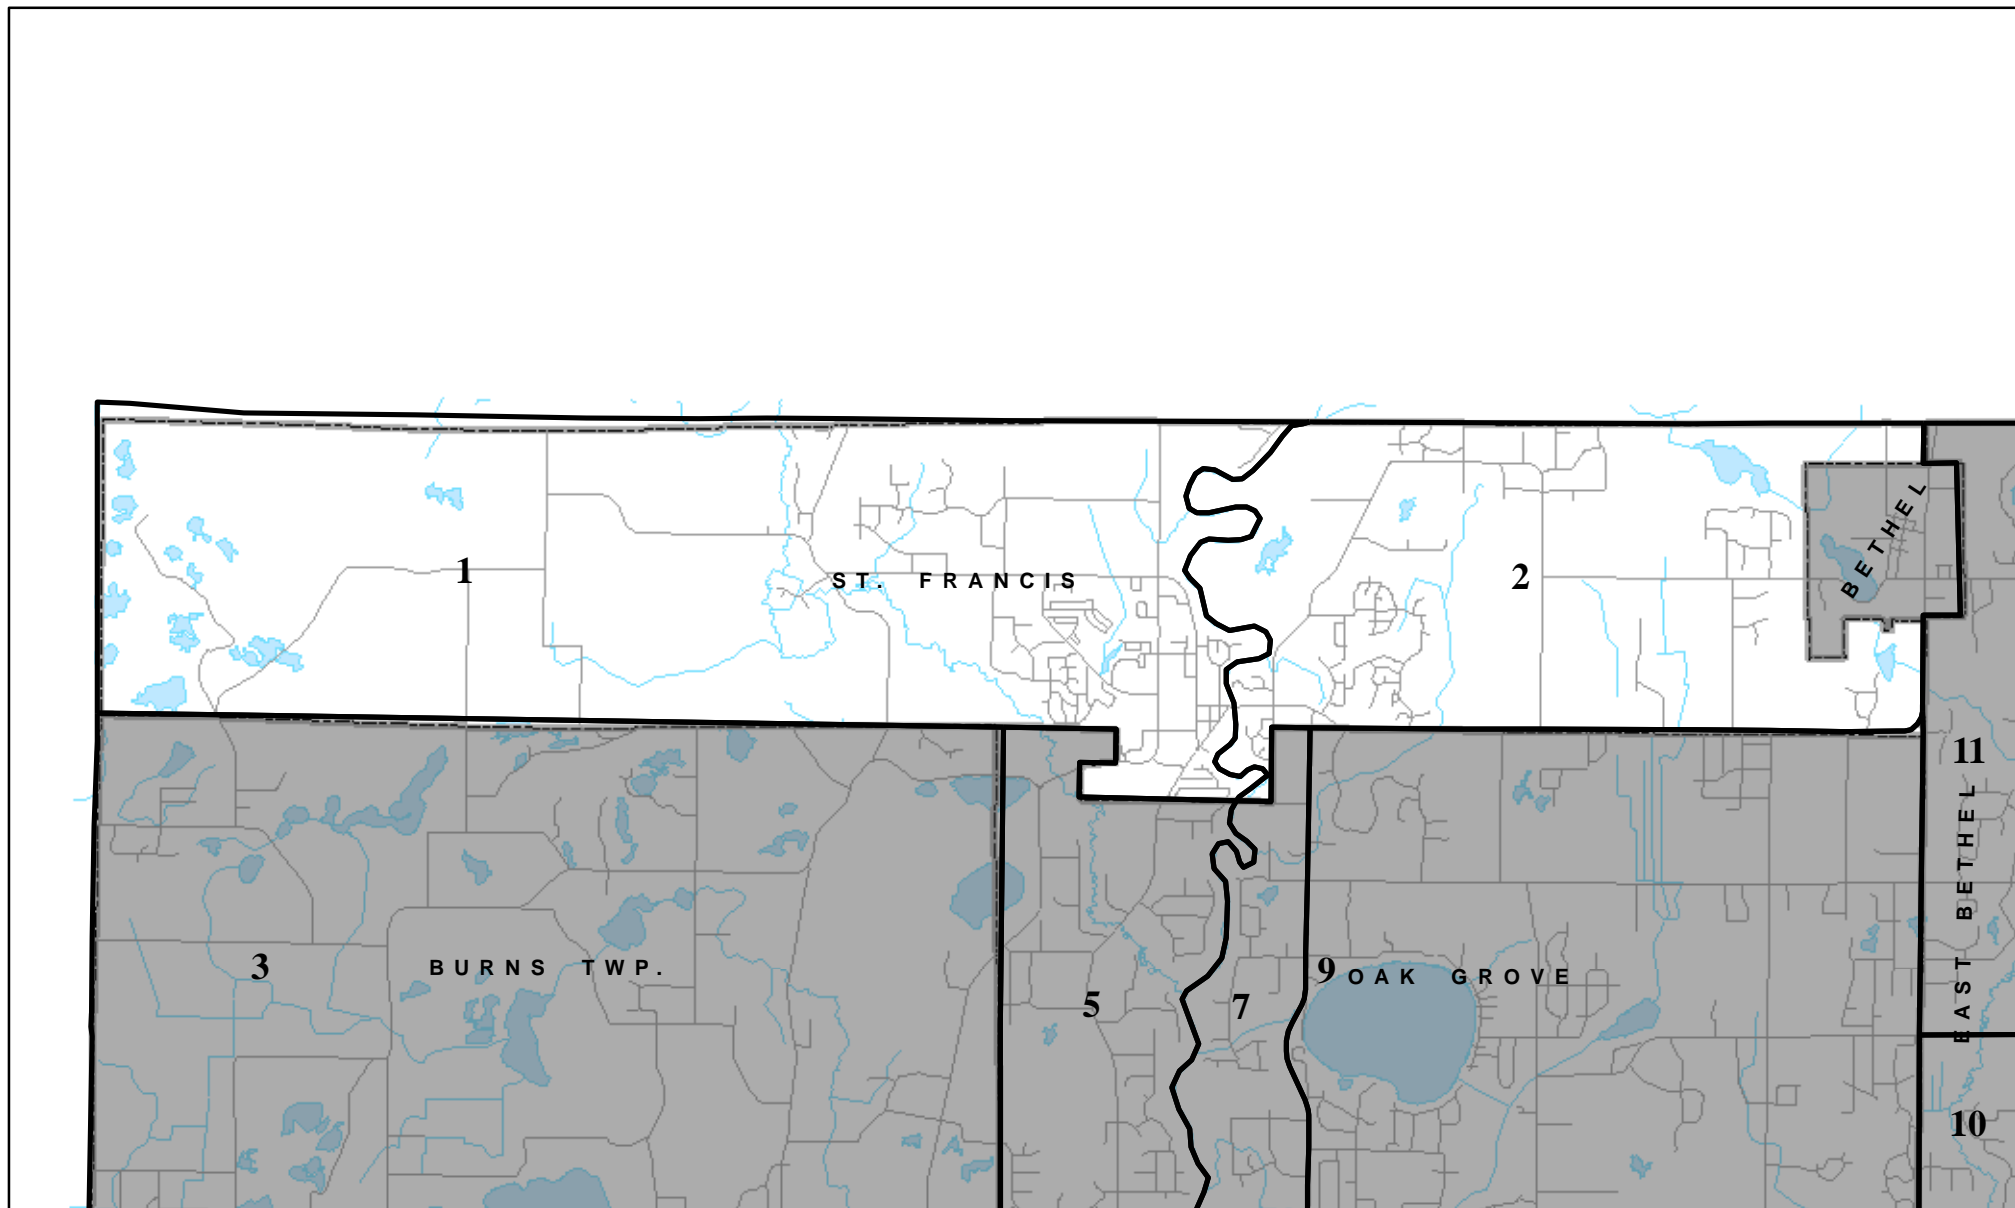 1
ST. FRANCIS
2
BETHEL
11
EAST BETHEL
3
BURNS TWP.
5
7
9
OAK GROVE
10